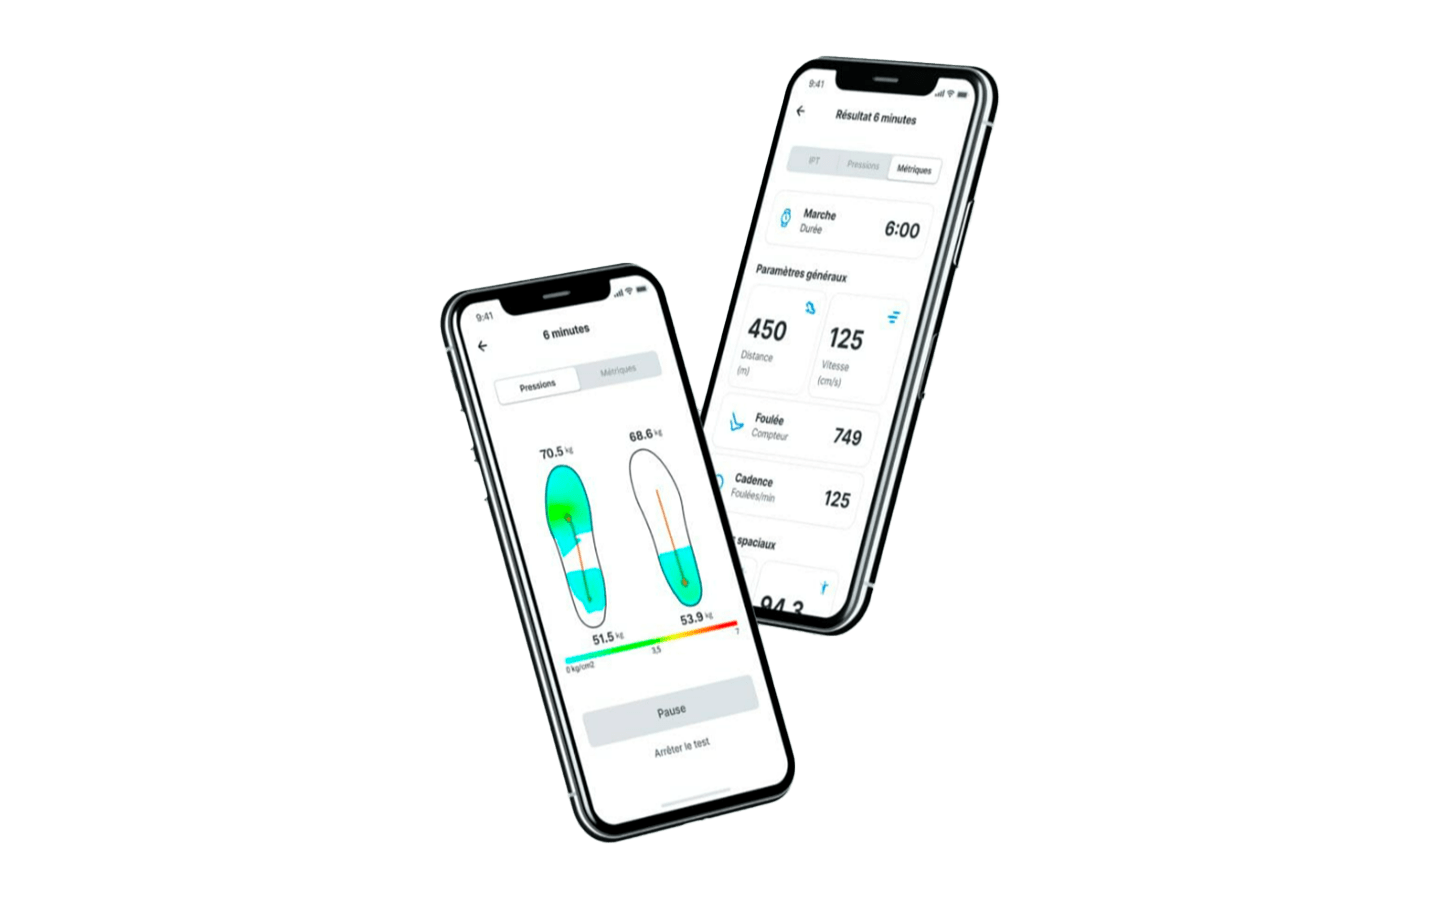 9:41
6 minutes
Pressions
Métriques
70.5 kg
68.6 kg
51.5 kg
53.9 kg
0 kg/cm2
3,5
7
Pause
Arrêter le test
9:41
Résultat 6 minutes
IPT
Pressions
Métriques
Marche
Durée
6:00
Paramètres généraux
450
Distance
(m)
125
Vitesse
(cm/s)
Foulée
Compteur
749
Cadence
Foulées/min
125
spaciaux
94.3